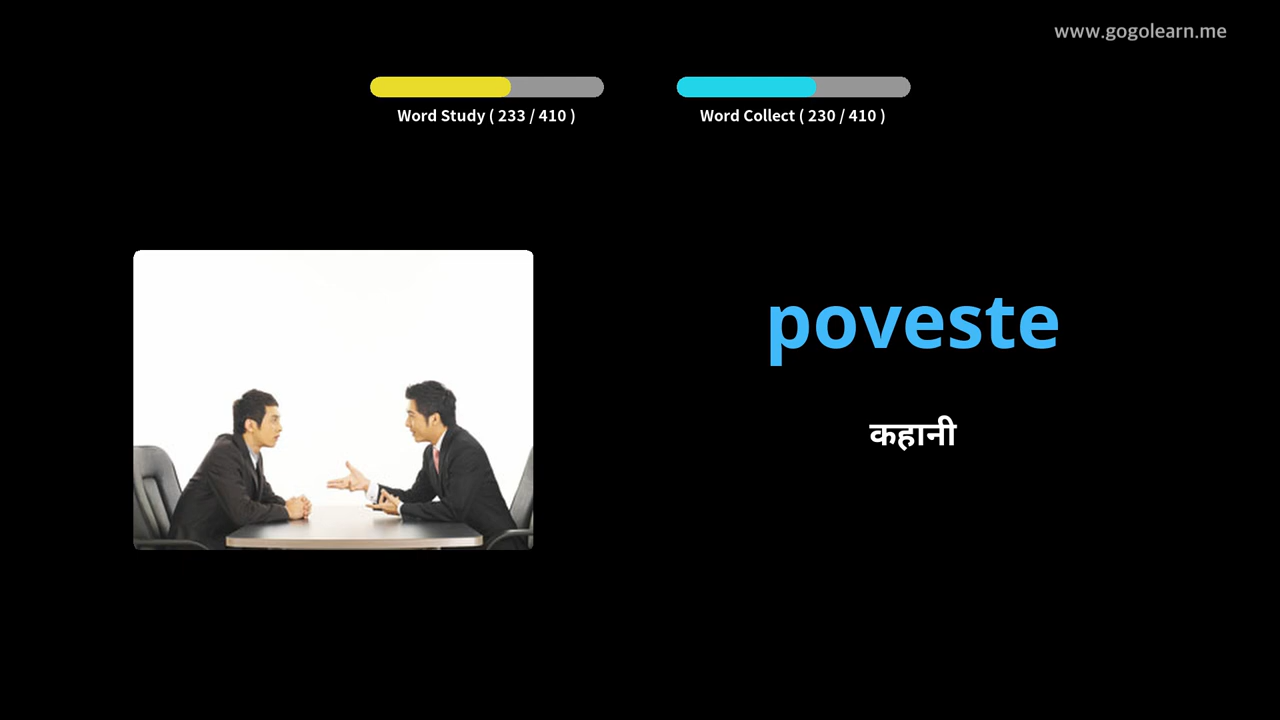 www.gogolearn.me
Word Study ( 233 / 410 )
Word Collect ( 230 / 410 )
poveste
कहानी